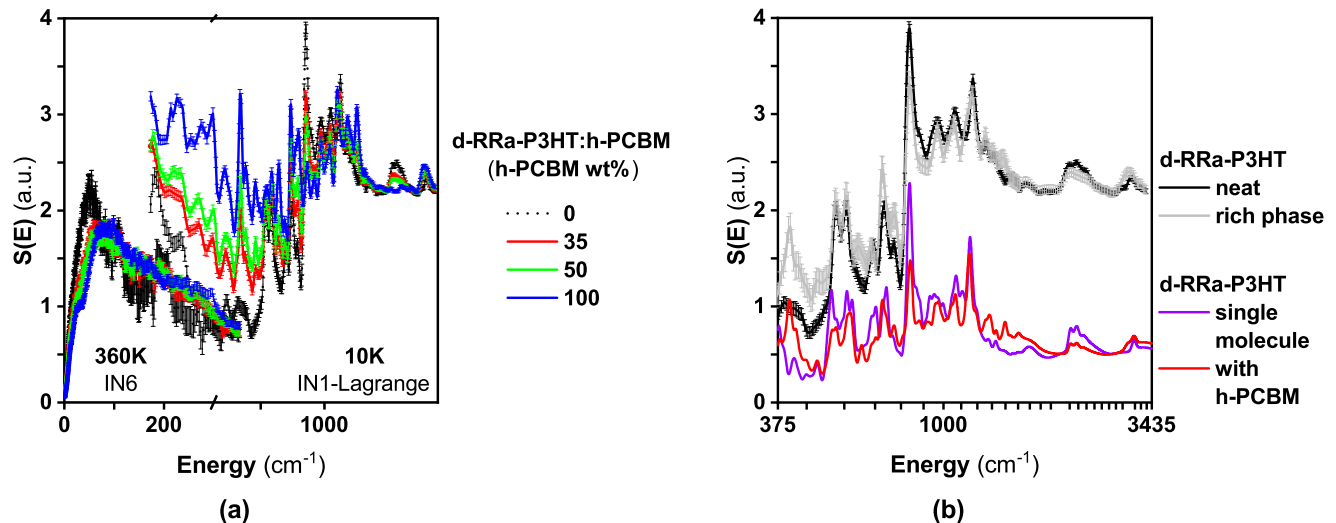 4
3
2
1
0
S(E) (a.u.)
360K
IN6
10K
IN1-Lagrange
0
200
1000
Energy (cm⁻¹)
(a)
d-RRa-P3HT:h-PCBM
(h-PCBM wt%)
0
35
50
100
4
3
2
1
0
S(E) (a.u.)
375
1000
3435
Energy (cm⁻¹)
(b)
d-RRa-P3HT
neat
rich phase
d-RRa-P3HT
single
molecule
with
h-PCBM